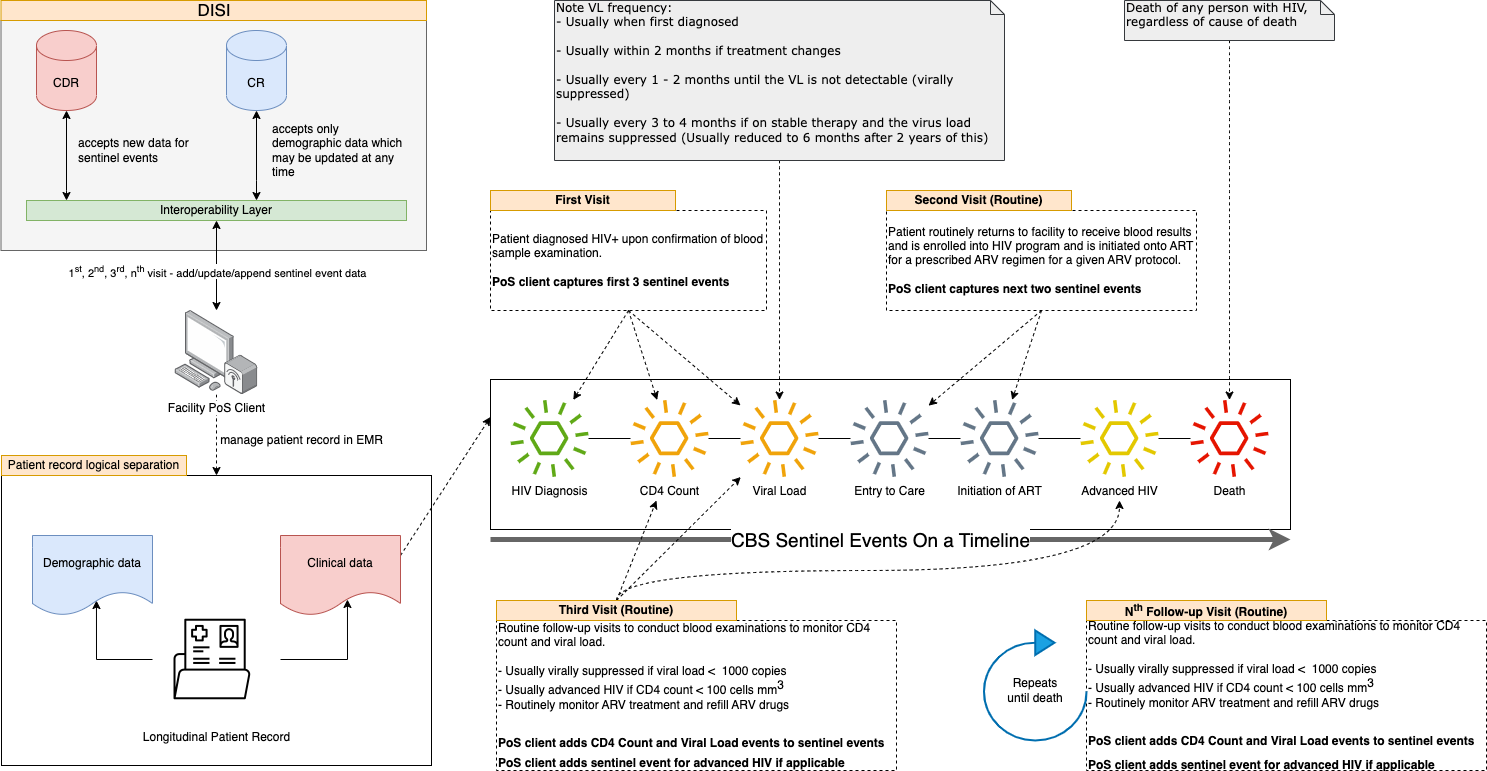 DISI
CDR
CR
accepts new data for
sentinel events
accepts only
demographic data which
may be updated at any
time
Interoperability Layer
1st, 2nd, 3rd, nth visit - add/update/append sentinel event data
Facility PoS Client
manage patient record in EMR
Patient record logical separation
Demographic data
Clinical data
Longitudinal Patient Record
Note VL frequency:
- Usually when first diagnosed
- Usually within 2 months if treatment changes
- Usually every 1 - 2 months until the VL is not detectable (virally
suppressed)
- Usually every 3 to 4 months if on stable therapy and the virus load
remains suppressed (Usually reduced to 6 months after 2 years of this)
Death of any person with HIV,
regardless of cause of death
First Visit
Patient diagnosed HIV+ upon confirmation of blood
sample examination.
PoS client captures first 3 sentinel events
Second Visit (Routine)
Patient routinely returns to facility to receive blood results
and is enrolled into HIV program and is initiated onto ART
for a prescribed ARV regimen for a given ARV protocol.
PoS client captures next two sentinel events
HIV Diagnosis
CD4 Count
Viral Load
Entry to Care
Initiation of ART
Advanced HIV
Death
CBS Sentinel Events On a Timeline
Third Visit (Routine)
Routine follow-up visits to conduct blood examinations to monitor CD4
count and viral load.
- Usually virally suppressed if viral load < 1000 copies
- Usually advanced HIV if CD4 count < 100 cells mm3
- Routinely monitor ARV treatment and refill ARV drugs
PoS client adds CD4 Count and Viral Load events to sentinel events
PoS client adds sentinel event for advanced HIV if applicable
Repeats
until death
Nth Follow-up Visit (Routine)
Routine follow-up visits to conduct blood examinations to monitor CD4
count and viral load.
- Usually virally suppressed if viral load < 1000 copies
- Usually advanced HIV if CD4 count < 100 cells mm3
- Routinely monitor ARV treatment and refill ARV drugs
PoS client adds CD4 Count and Viral Load events to sentinel events
PoS client adds sentinel event for advanced HIV if applicable